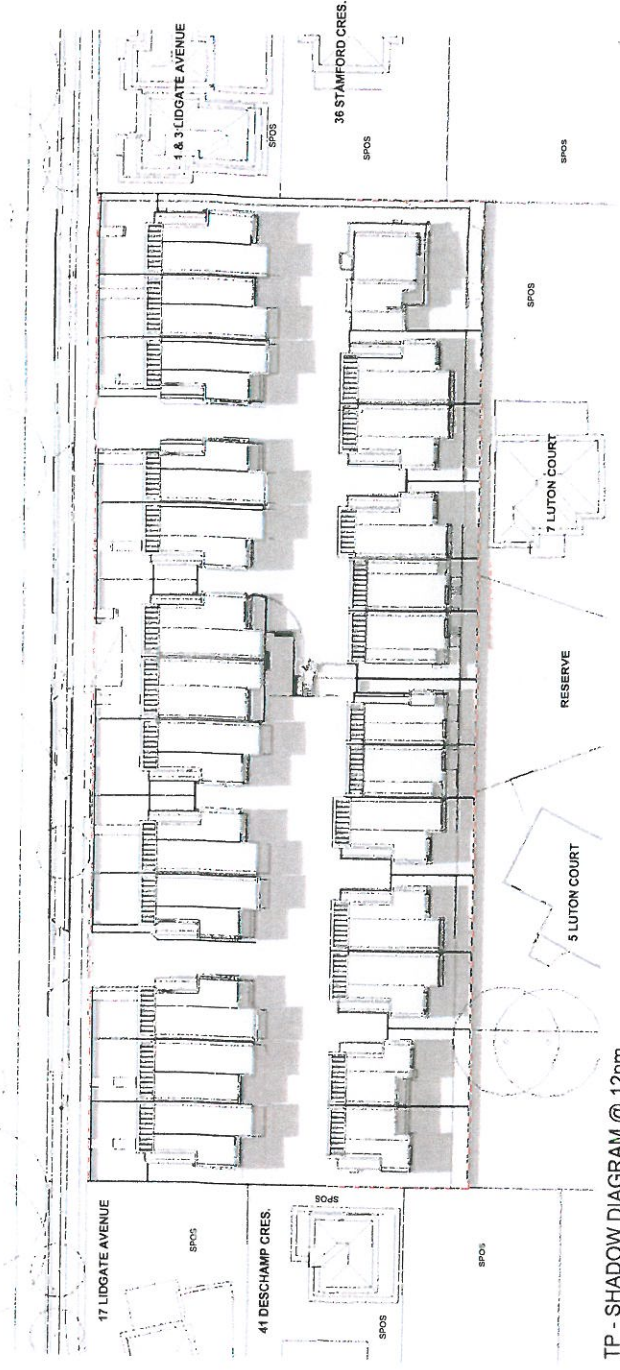 1 & 3 LIDGATE AVENUE
SPOS
36 STAMFORD CRES.
SPOS
SPOS
SPOS
7 LUTON COURT
RESERVE
5 LUTON COURT
17 LIDGATE AVENUE
SPOS
41 DESCHAMP CRES.
SPOS
SPOS
SPOS
TP - SHADOW DIAGRAM @ 12pm